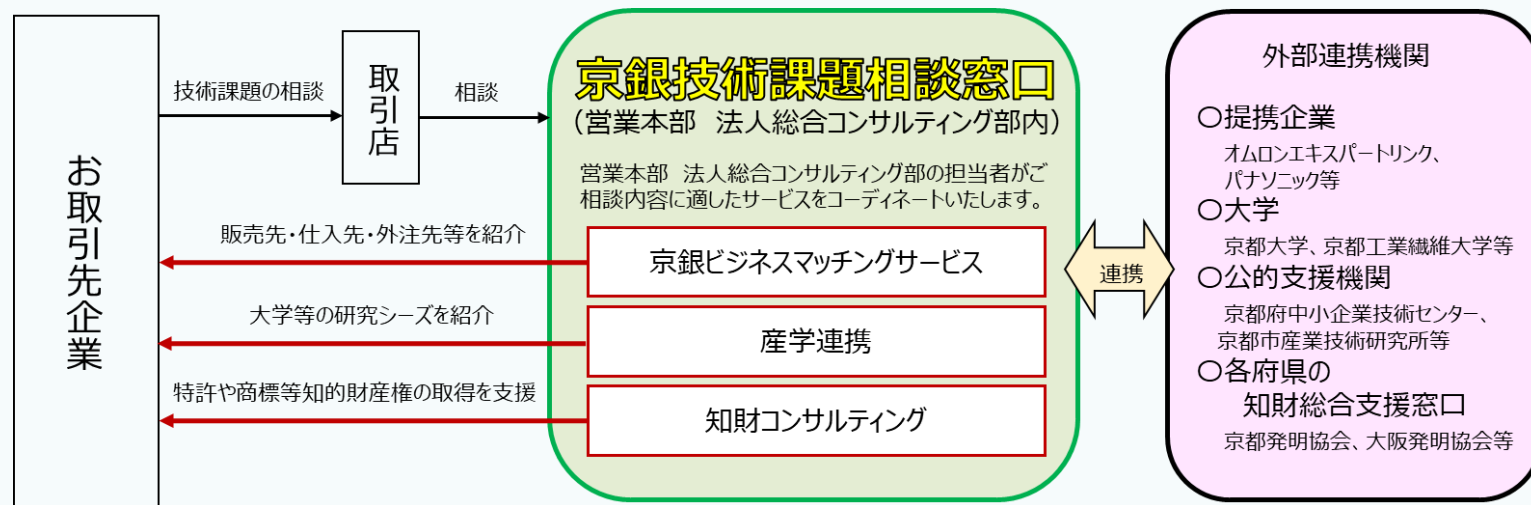 お取引先企業
技術課題の相談
取引店
相談
販売先・仕入先・外注先等を紹介
大学等の研究シーズを紹介
特許や商標等知的財産権の取得を支援
京銀技術課題相談窓口
（営業本部　法人総合コンサルティング部内）
営業本部　法人総合コンサルティング部の担当者がご
相談内容に適したサービスをコーディネートいたします。
京銀ビジネスマッチングサービス
産学連携
知財コンサルティング
連携
外部連携機関
〇提携企業
オムロンエキスパートリンク、
パナソニック等
〇大学
京都大学、京都工業繊維大学等
〇公的支援機関
京都府中小企業技術センター、
京都市産業技術研究所等
〇各府県の
知財総合支援窓口
京都発明協会、大阪発明協会等